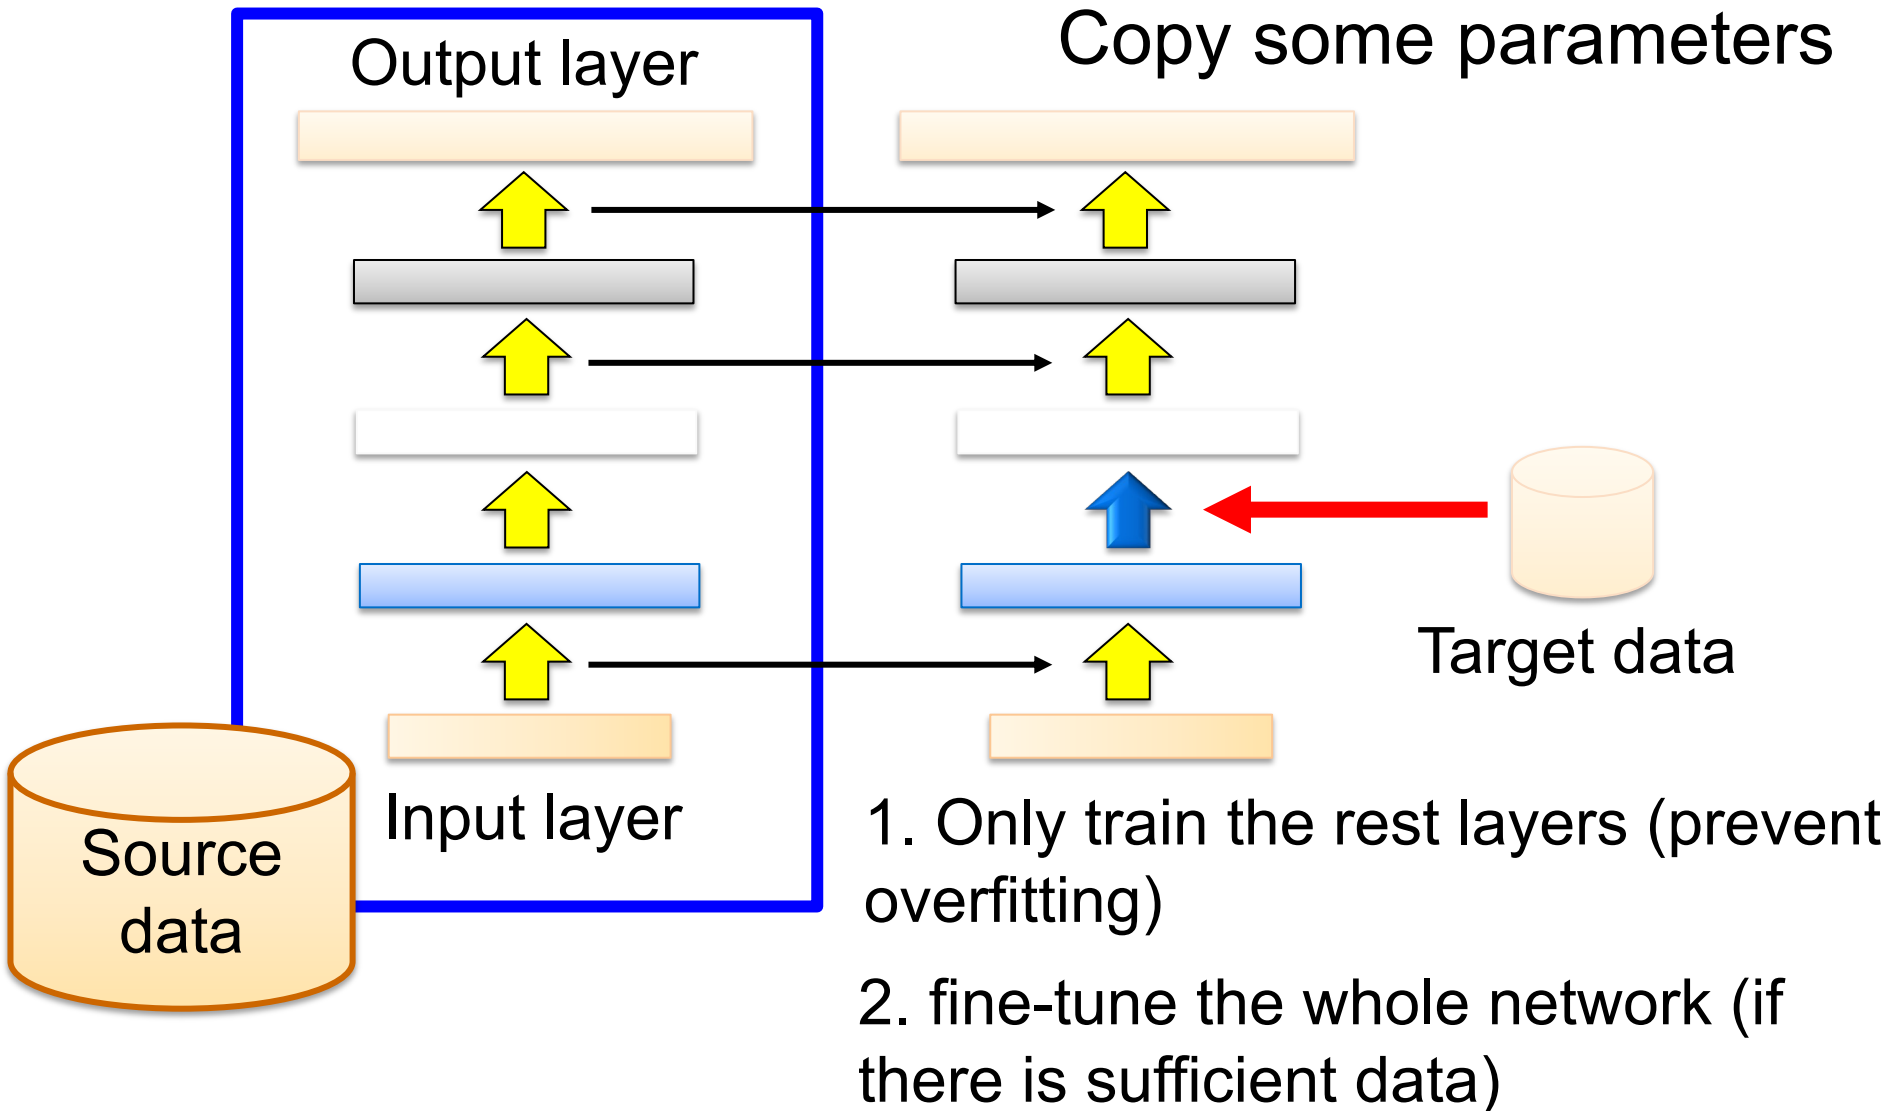 Copy some parameters
Output layer
Target data
Input layer
Source
data
1. Only train the rest layers (prevent
overfitting)
2. fine-tune the whole network (if
there is sufficient data)